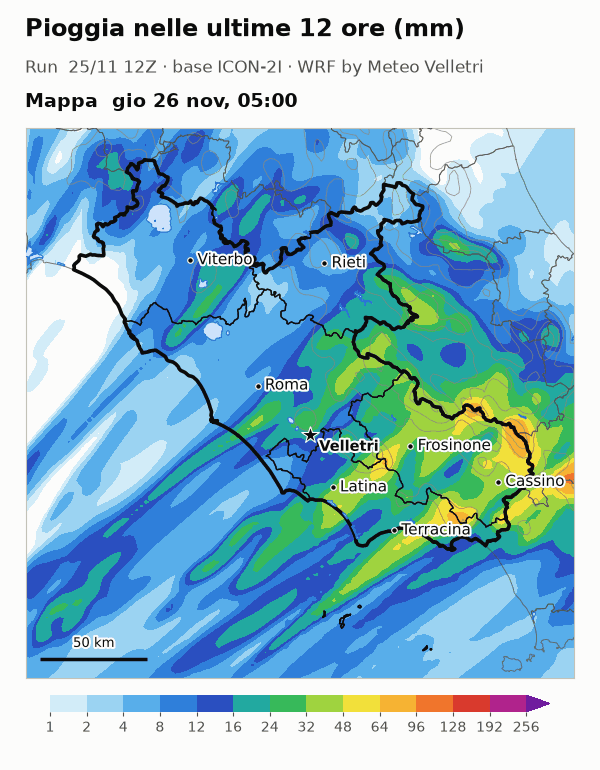 Pioggia nelle ultime 12 ore (mm)
Run  25/11 12Z · base ICON-2I · WRF by Meteo Velletri
Mappa  gio 26 nov, 05:00
Viterbo
Rieti
Roma
Velletri
Frosinone
Cassino
Latina
Terracina
50 km
1 2 4 8 12 16 24 32 48 64 96 128 192 256